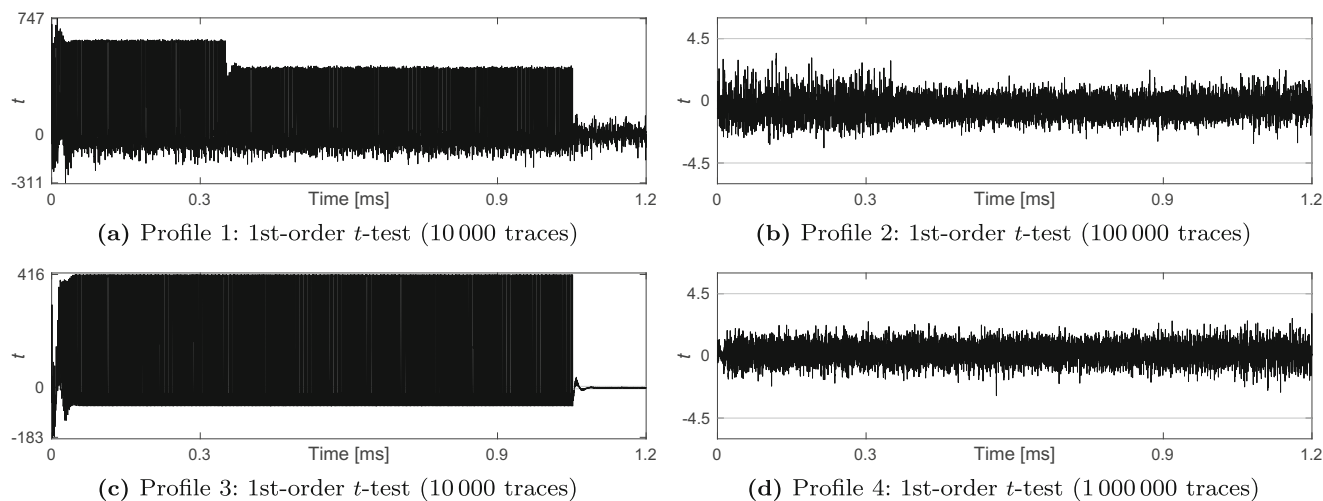 747
t
0
-311
0
0.3
Time [ms]
0.9
1.2
(a) Profile 1: 1st-order t-test (10 000 traces)
4.5
t
0
-4.5
0
0.3
Time [ms]
0.9
1.2
(b) Profile 2: 1st-order t-test (100 000 traces)
416
t
0
-183
0
0.3
Time [ms]
0.9
1.2
(c) Profile 3: 1st-order t-test (10 000 traces)
4.5
t
0
-4.5
0
0.3
Time [ms]
0.9
1.2
(d) Profile 4: 1st-order t-test (1 000 000 traces)